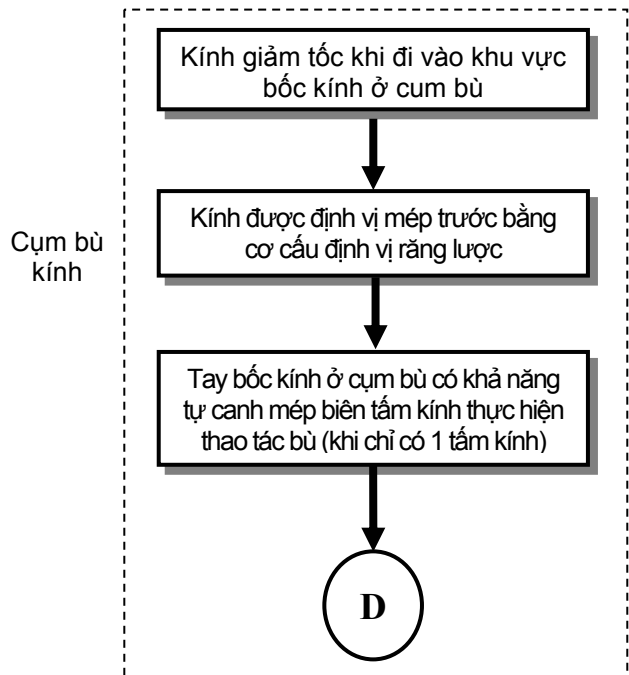 Kính giảm tốc khi đi vào khu vực
bốc kính ở cum bù
Kính được định vị mép trước bằng
cơ cấu định vị răng lược
Cụm bù
kính
Tay bốc kính ở cụm bù có khả năng
tự canh mép biên tấm kính thực hiện
thao tác bù (khi chỉ có 1 tấm kính)
D